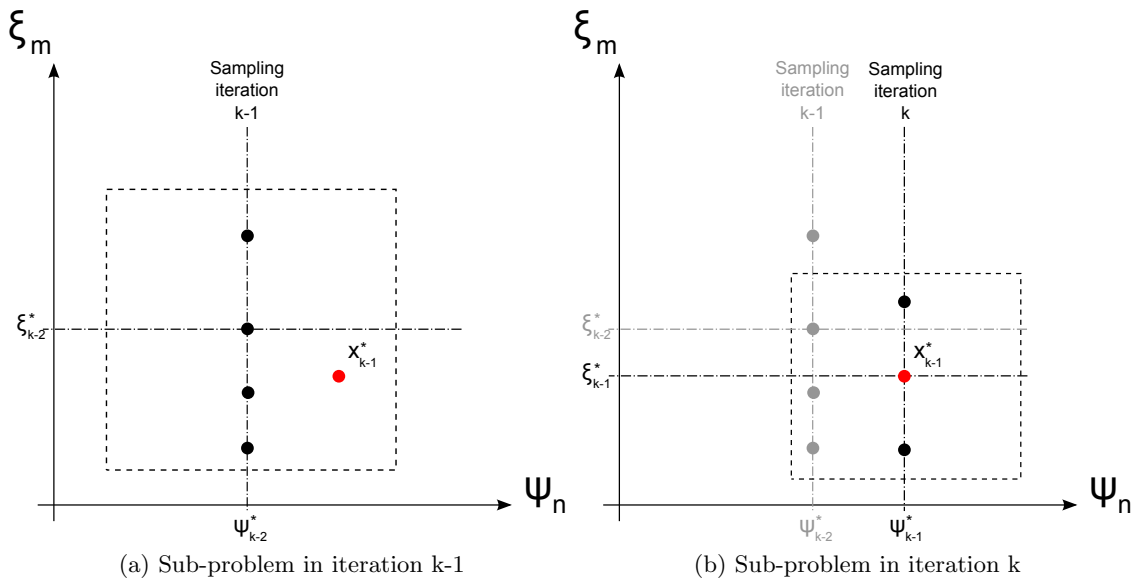 ξm
Sampling
iteration
k-1
ξ*k-2
x*k-1
ψn
ψ*k-2
(a) Sub-problem in iteration k-1
ξm
Sampling
iteration
k-1
Sampling
iteration
k
ξ*k-2
x*k-1
ξ*k-1
ψn
ψ*k-2
ψ*k-1
(b) Sub-problem in iteration k